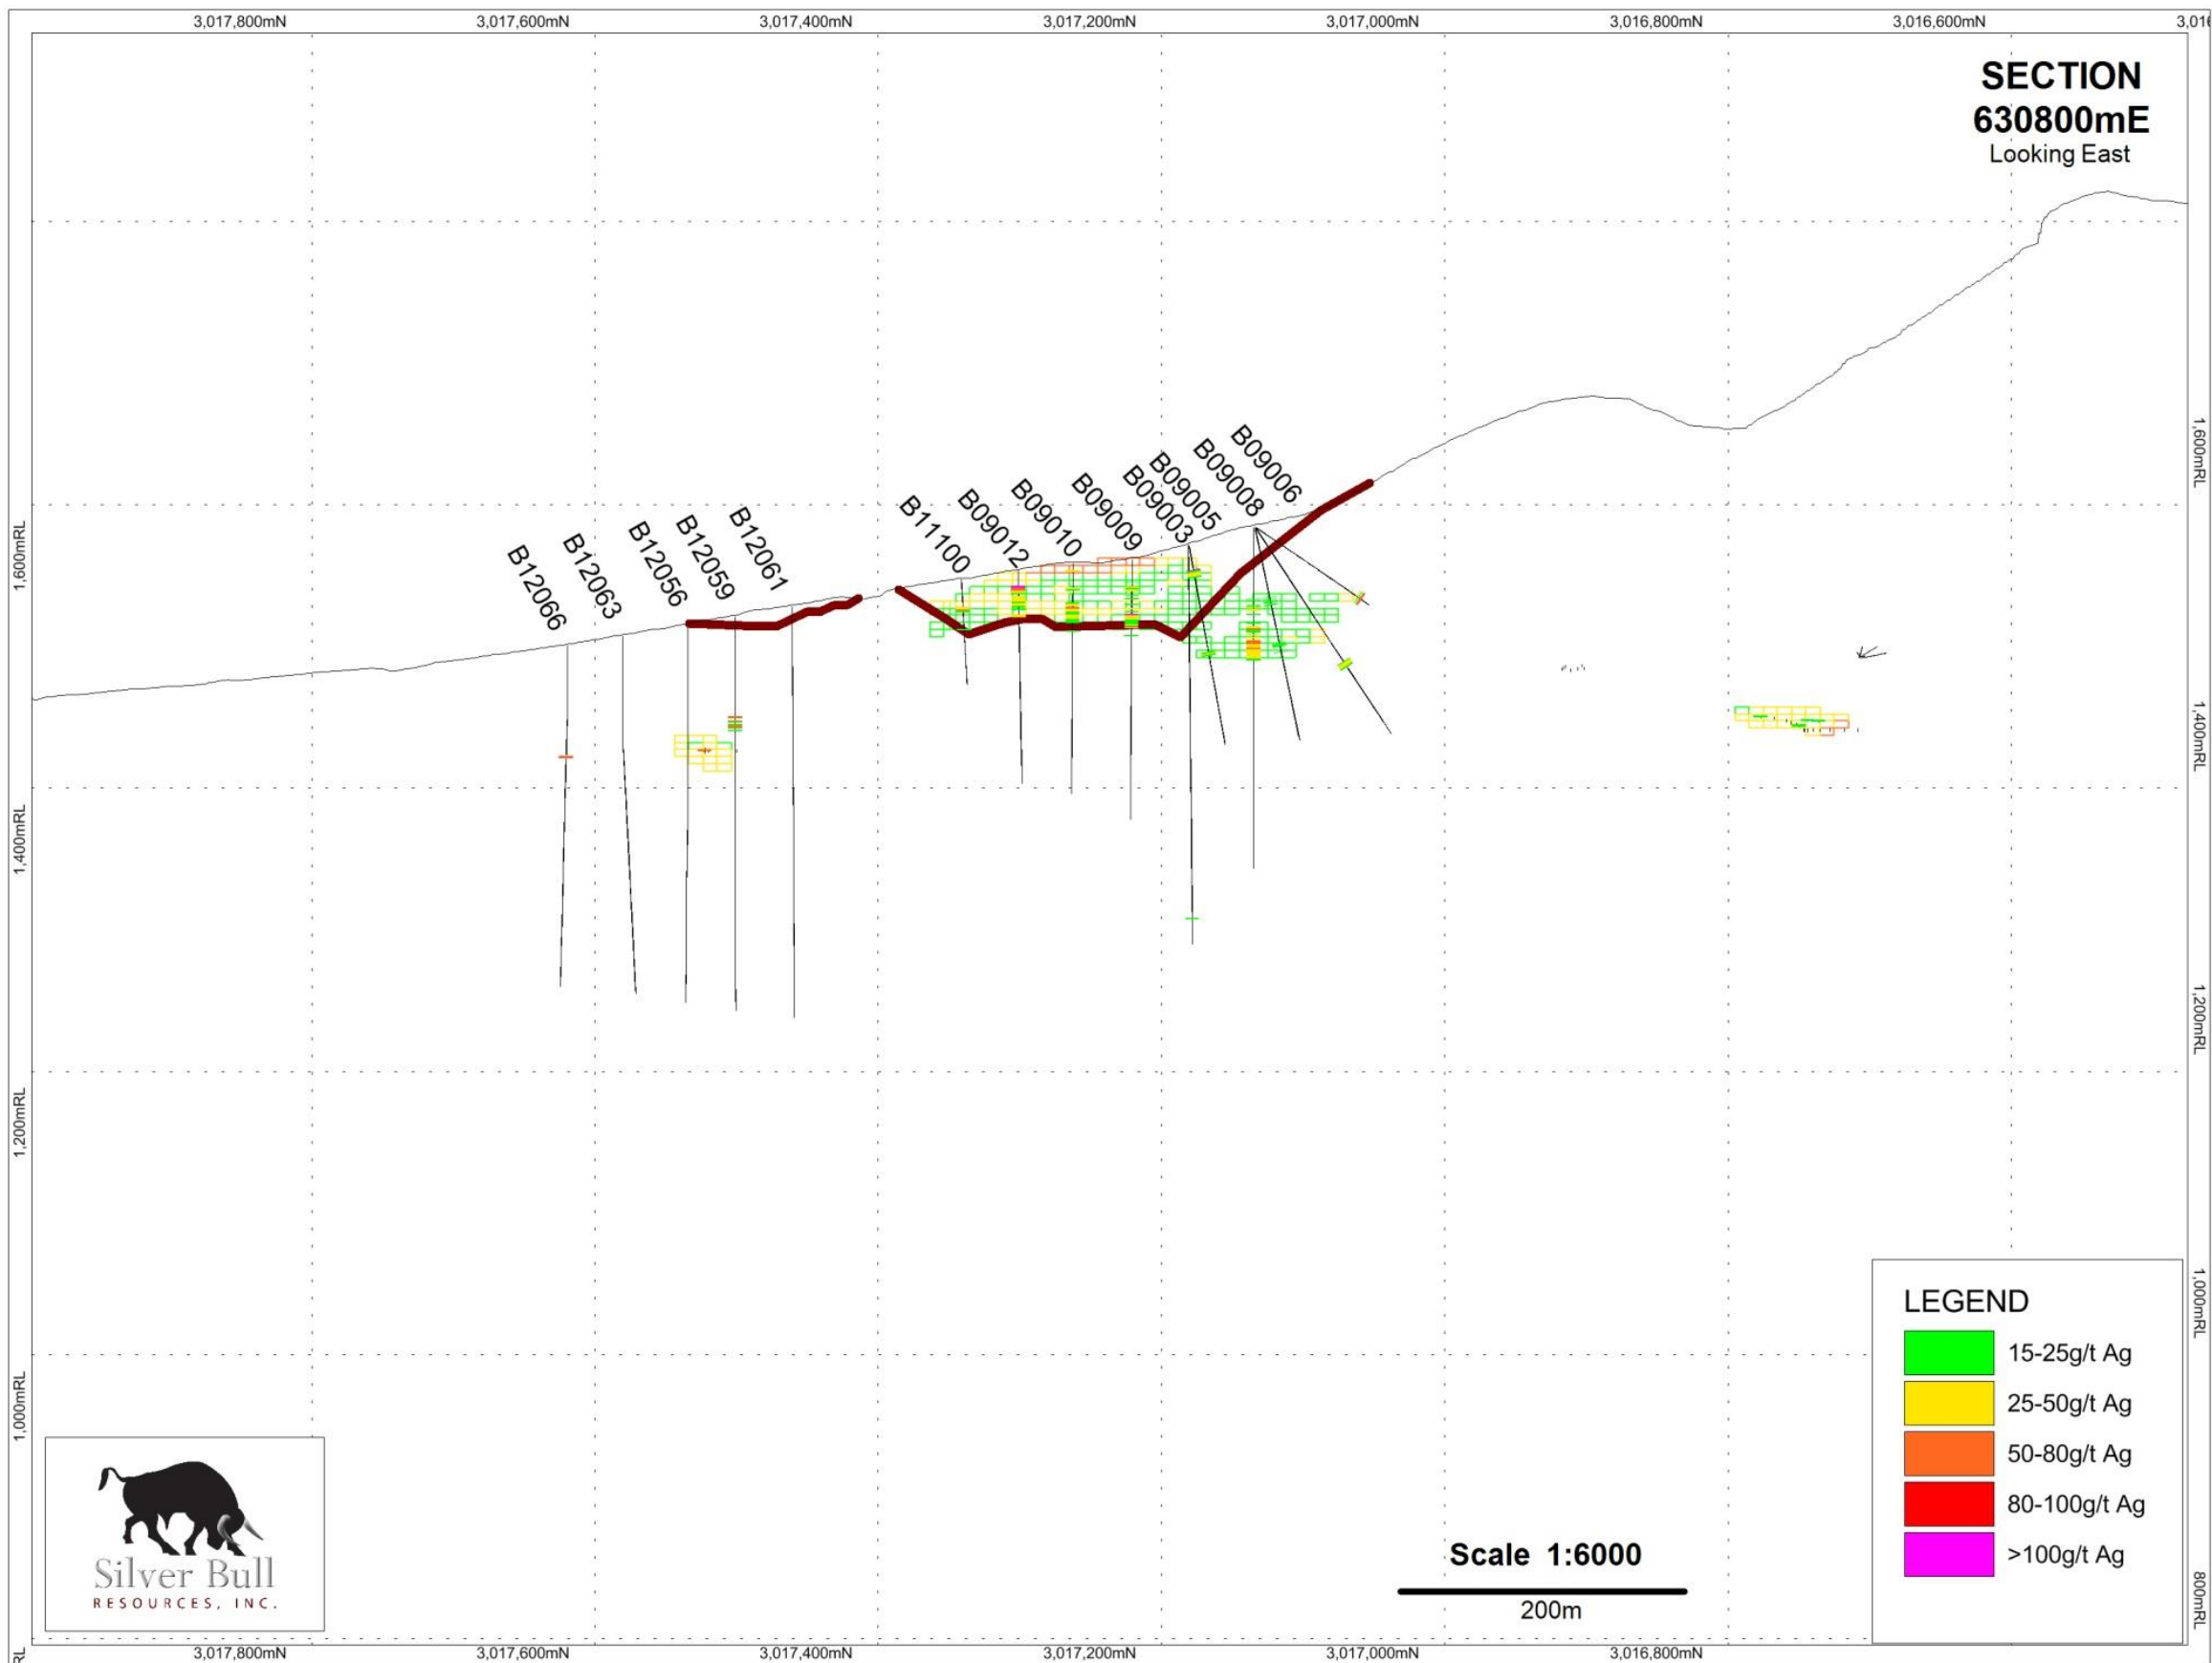 3,017,800mN
3,017,600mN
3,017,400mN
3,017,200mN
3,017,000mN
3,016,800mN
3,016,600mN
SECTION
630800mE
Looking East
B12066
B12063
B12056
B12059
B12061
B11100
B09012
B09010
B09009
B09003
B09005
B09008
B09006
1,600mRL
1,400mRL
1,200mRL
1,000mRL
1,600mRL
1,400mRL
1,200mRL
1,000mRL
800mRL
LEGEND
15-25g/t Ag
25-50g/t Ag
50-80g/t Ag
80-100g/t Ag
>100g/t Ag
Scale 1:6000
200m
Silver Bull
RESOURCES, INC.
3,017,800mN
3,017,600mN
3,017,400mN
3,017,200mN
3,017,000mN
3,016,800mN